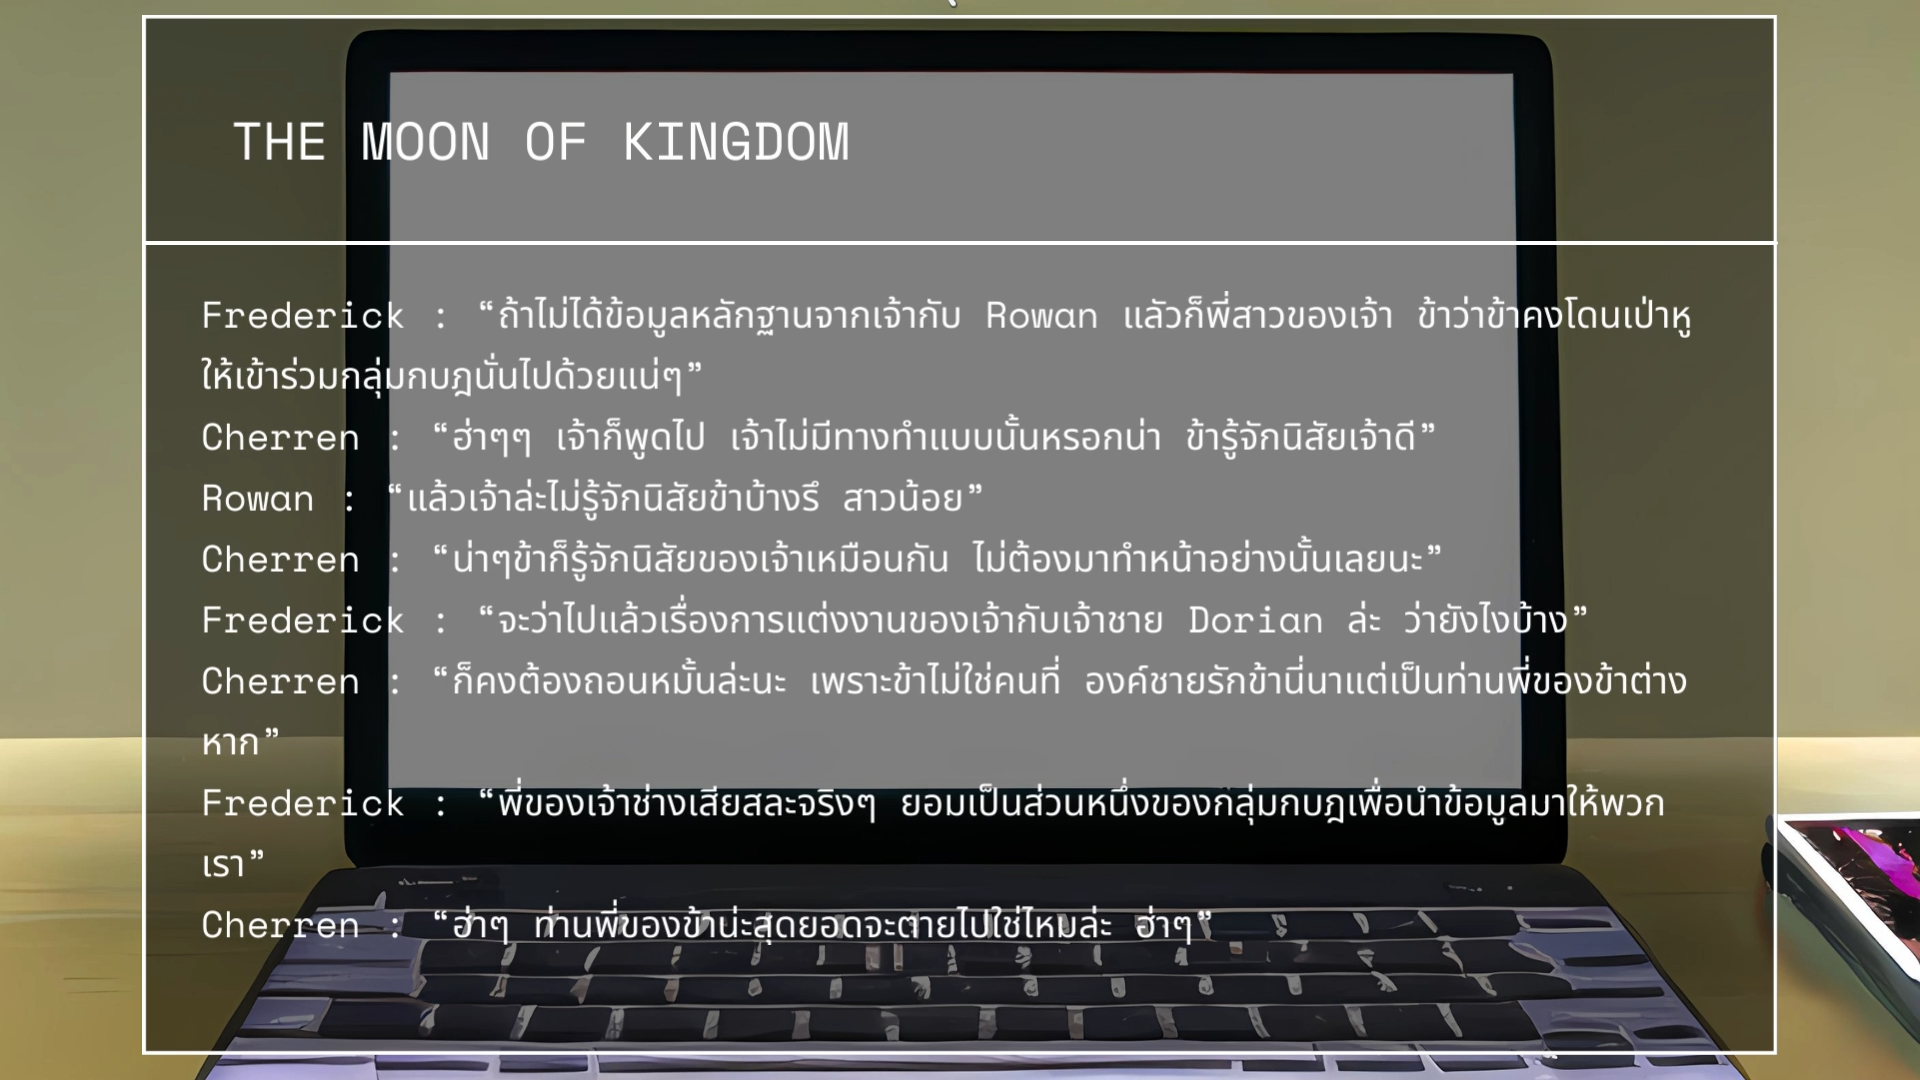 THE MOON OF KINGDOM
Frederick : “ถ้าไม่ได้ข้อมูลหลักฐานจากเจ้ากับ Rowan แล้วก็พี่สาวของเจ้า ข้าว่าข้าคงโดนเป่าหู
ให้เข้าร่วมกลุ่มกบฎนั่นไปด้วยแน่ๆ”
Cherren : “ฮ่าๆๆ เจ้าก็พูดไป เจ้าไม่มีทางทำแบบนั้นหรอกน่า ข้ารู้จักนิสัยเจ้าดี”
Rowan : “แล้วเจ้าล่ะไม่รู้จักนิสัยข้าบ้างรึ สาวน้อย”
Cherren : “น่าๆข้าก็รู้จักนิสัยของเจ้าเหมือนกัน ไม่ต้องมาทำหน้าอย่างนั้นเลยนะ”
Frederick : “จะว่าไปแล้วเรื่องการแต่งงานของเจ้ากับเจ้าชาย Dorian ล่ะ ว่ายังไงบ้าง”
Cherren : “ก็คงต้องถอนหมั้นล่ะนะ เพราะข้าไม่ใช่คนที่ องค์ชายรักข้านี่นาแต่เป็นท่านพี่ของข้าต่าง
หาก”
Frederick : “พี่ของเจ้าช่างเสียสละจริงๆ ยอมเป็นส่วนหนึ่งของกลุ่มกบฎเพื่อนำข้อมูลมาให้พวก
เรา”
Cherren : “ฮ่าๆ ท่านพี่ของข้าน่ะสุดยอดจะตายไปใช่ไหมล่ะ ฮ่าๆ”